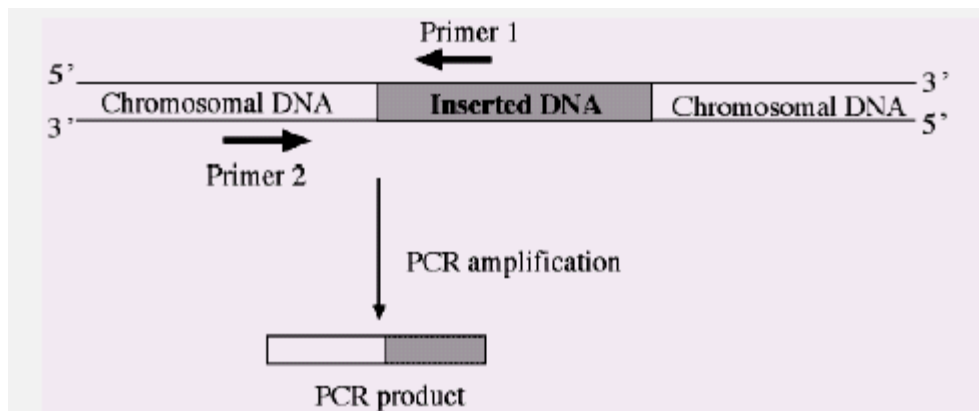 Primer 1
5’ 3’
Chromosomal DNA Inserted DNA Chromosomal DNA
3’ 5’
Primer 2
PCR amplification
PCR product